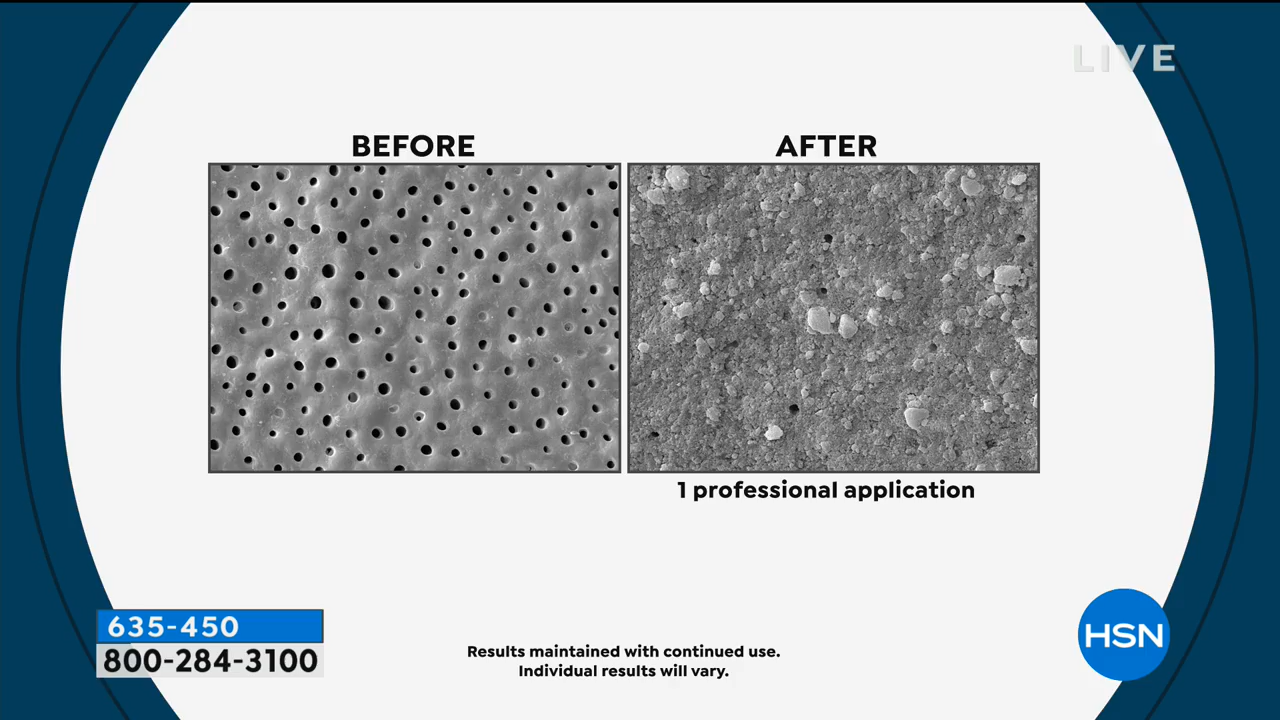 LIVE
BEFORE
AFTER
1 professional application
635-450
800-284-3100
Results maintained with continued use.
Individual results will vary.
HSN